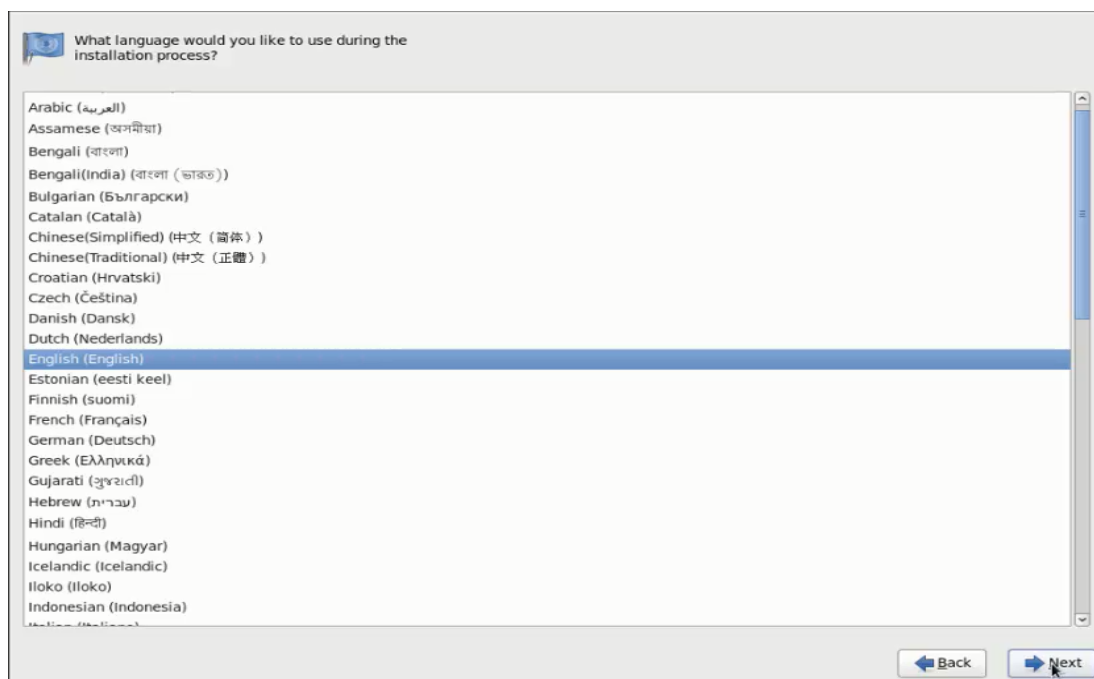 What language would you like to use during the
installation process?
Arabic (العربية)
Assamese (অসমীয়া)
Bengali (বাংলা)
Bengali(India) (বাংলা (ভারত))
Bulgarian (Български)
Catalan (Català)
Chinese(Simplified) (中文（简体）)
Chinese(Traditional) (中文（正體）)
Croatian (Hrvatski)
Czech (Čeština)
Danish (Dansk)
Dutch (Nederlands)
English (English)
Estonian (eesti keel)
Finnish (suomi)
French (Français)
German (Deutsch)
Greek (Ελληνικά)
Gujarati (ગુજરાતી)
Hebrew (עברית)
Hindi (हिन्दी)
Hungarian (Magyar)
Icelandic (Icelandic)
Iloko (Iloko)
Indonesian (Indonesia)
Italian (Italiano)
Back
Next